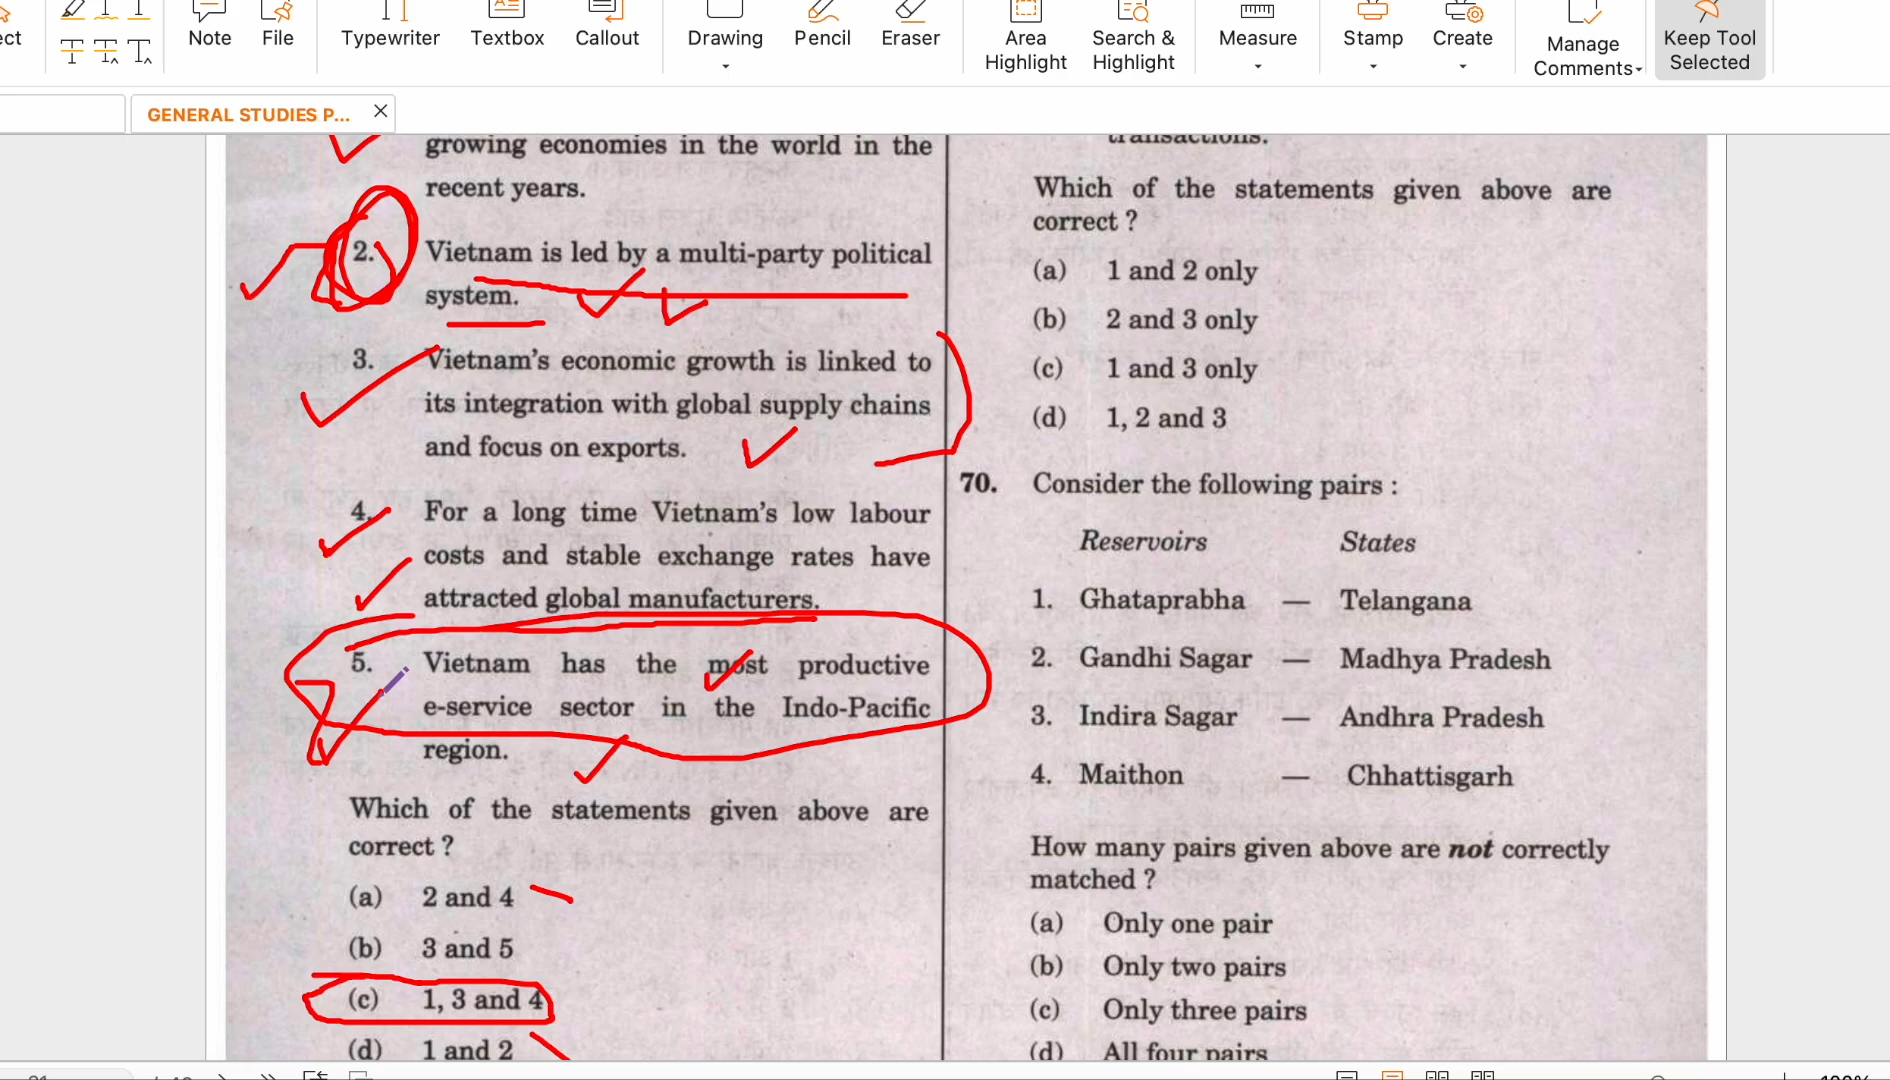 Note
File
Typewriter
Textbox
Callout
Drawing
Pencil
Eraser
Area
Highlight
Search &
Highlight
Measure
Stamp
Create
Manage
Comments
Keep Tool
Selected
GENERAL STUDIES P...
growing economies in the world in the
recent years.
2. Vietnam is led by a multi-party political
system.
3. Vietnam's economic growth is linked to
its integration with global supply chains
and focus on exports.
4. For a long time Vietnam's low labour
costs and stable exchange rates have
attracted global manufacturers.
5. Vietnam has the most productive
e-service sector in the Indo-Pacific
region.
Which of the statements given above are
correct ?
(a) 2 and 4
(b) 3 and 5
(c) 1, 3 and 4
(d) 1 and 2
transactions.
Which of the statements given above are
correct ?
(a) 1 and 2 only
(b) 2 and 3 only
(c) 1 and 3 only
(d) 1, 2 and 3
70. Consider the following pairs :
Reservoirs States
1. Ghataprabha — Telangana
2. Gandhi Sagar — Madhya Pradesh
3. Indira Sagar — Andhra Pradesh
4. Maithon — Chhattisgarh
How many pairs given above are not correctly
matched ?
(a) Only one pair
(b) Only two pairs
(c) Only three pairs
(d) All four pairs